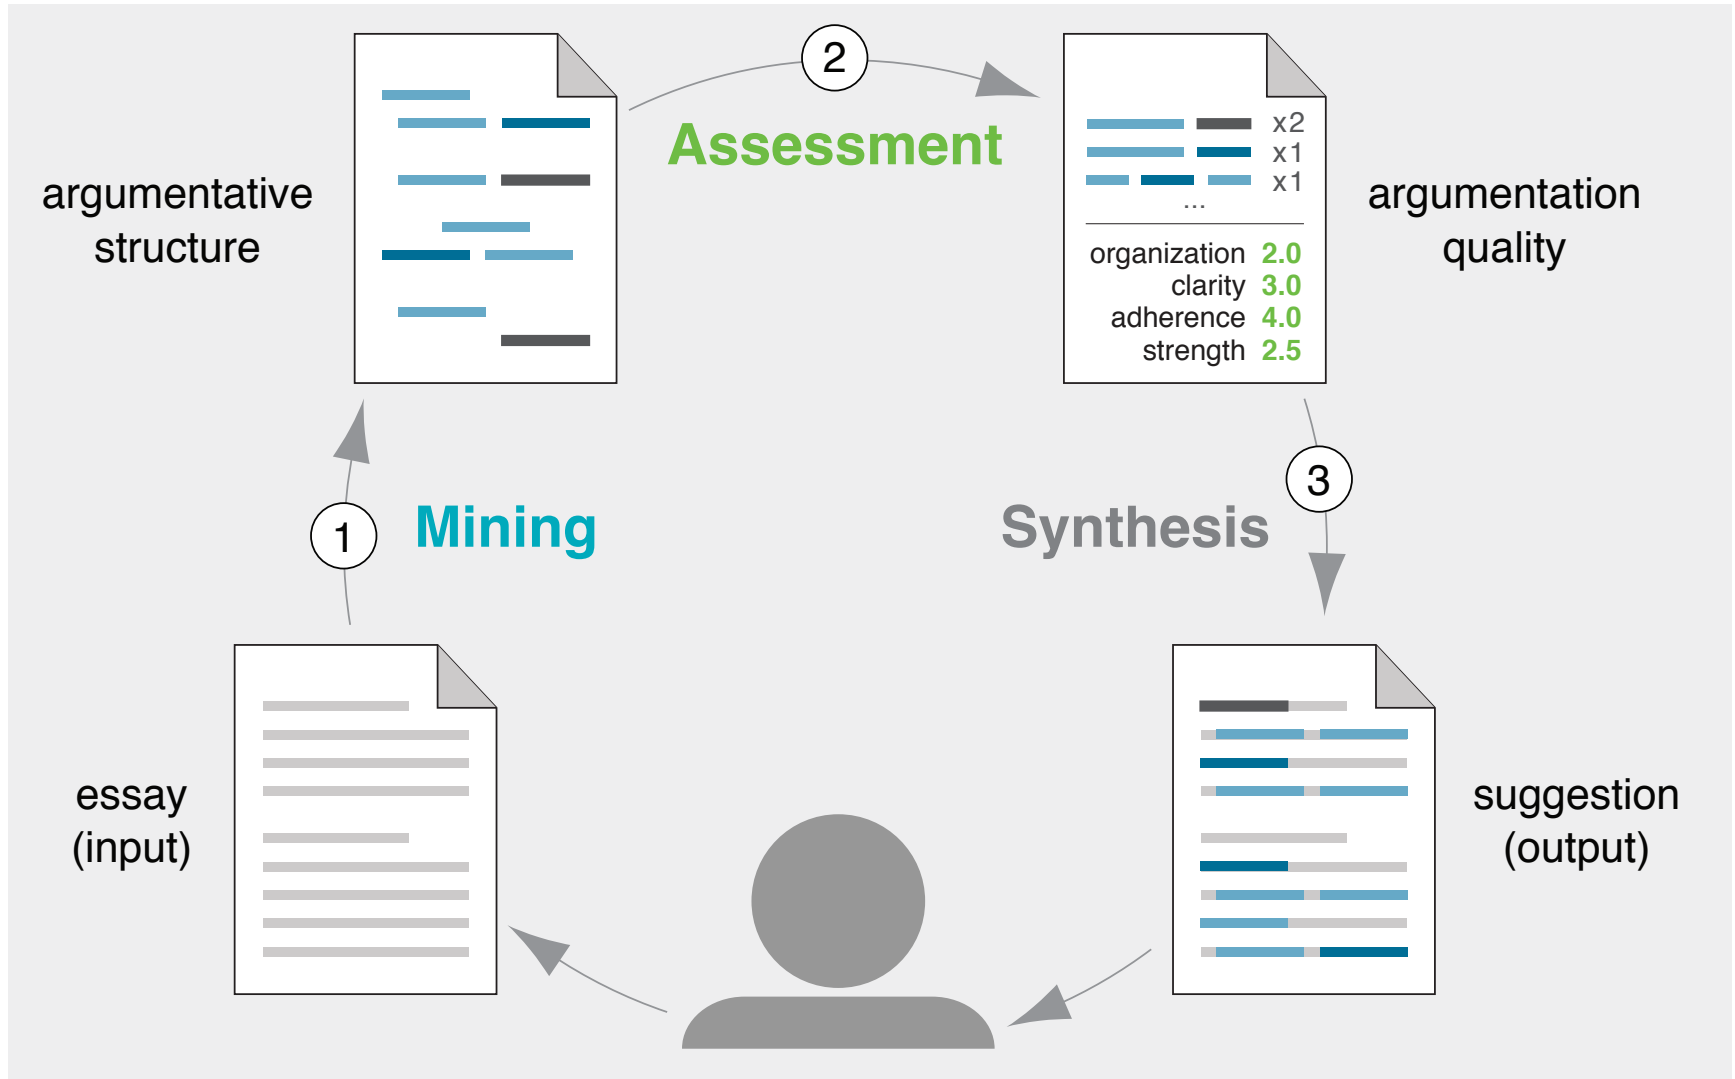 argumentative
structure
2
Assessment
x2
x1
x1
...
organization 2.0
clarity 3.0
adherence 4.0
strength 2.5
argumentation
quality
1
Mining
3
Synthesis
essay
(input)
suggestion
(output)